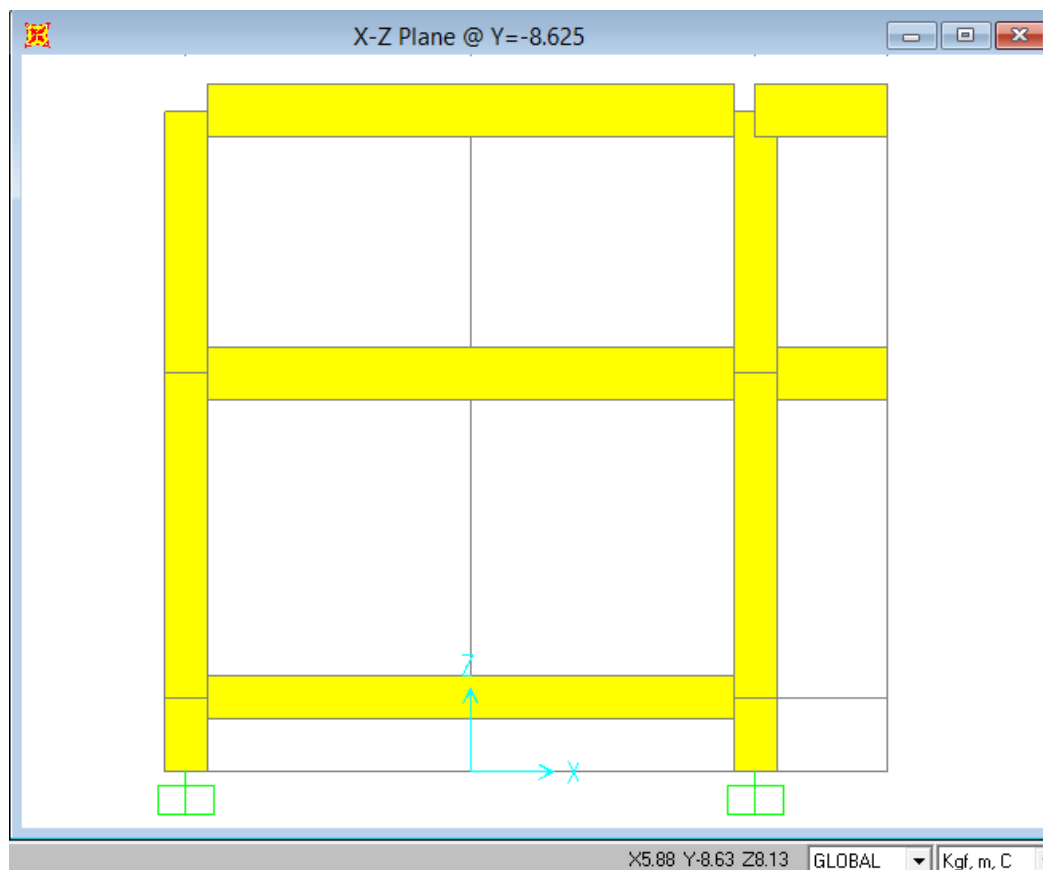 X-Z Plane @ Y=-8.625
Z
X
X5.88 Y-8.63 Z8.13
GLOBAL
Kgf, m, C